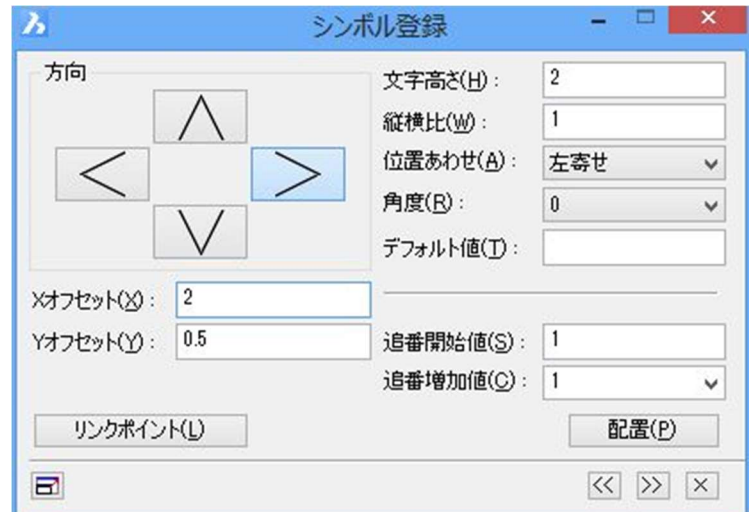 シンボル登録
方向
文字高さ(H): 2
縦横比(W): 1
位置あわせ(A): 左寄せ
角度(R): 0
デフォルト値(T):
Xオフセット(X): 2
Yオフセット(Y): 0.5
追番開始値(S): 1
追番増加値(C): 1
リンクポイント(L)
配置(P)